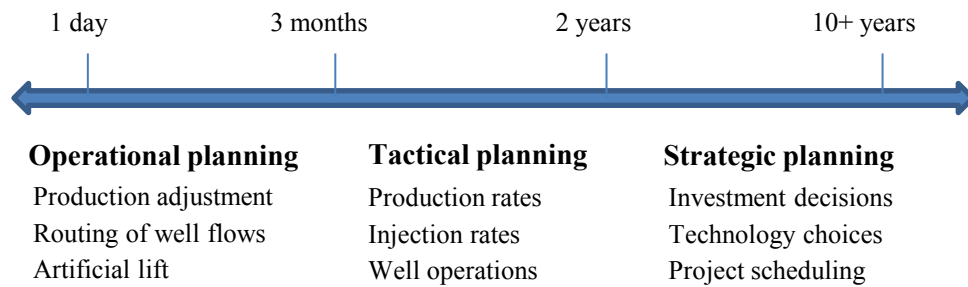 1 day 3 months 2 years 10+ years
Operational planning Tactical planning Strategic planning
Production adjustment Production rates Investment decisions
Routing of well flows Injection rates Technology choices
Artificial lift Well operations Project scheduling